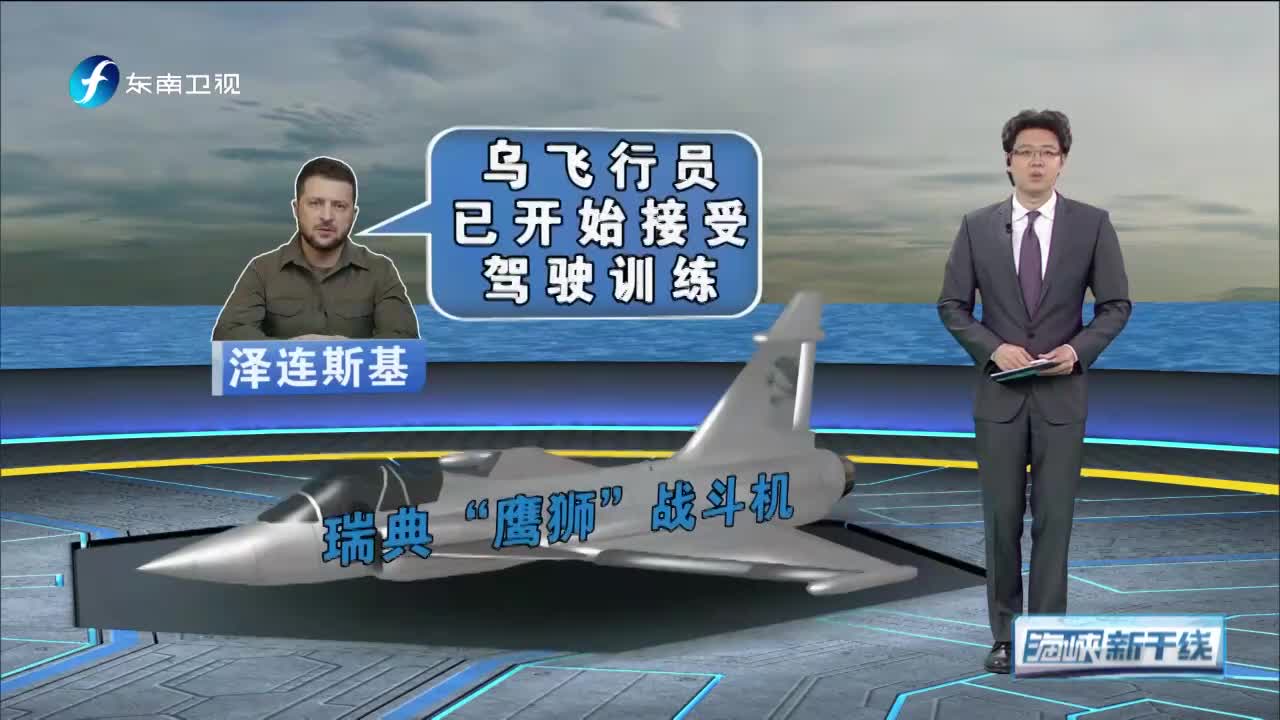 东南卫视
乌飞行员
已开始接受
驾驶训练
泽连斯基
瑞典“鹰狮”战斗机
海峡新干线